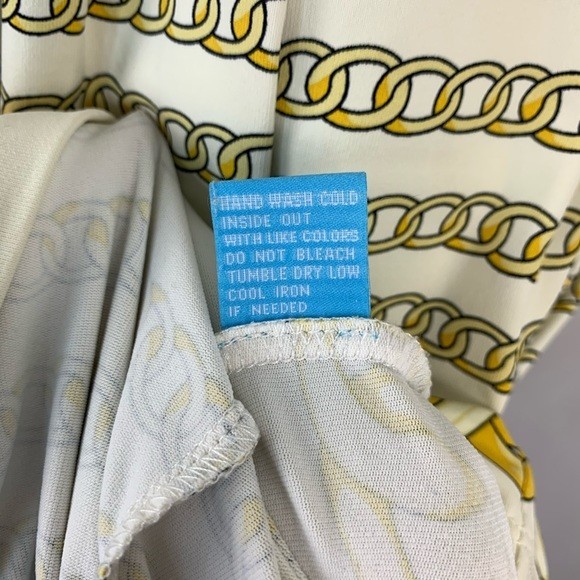 HAND WASH COLD
INSIDE OUT
WITH LIKE COLORS
DO NOT BLEACH
TUMBLE DRY LOW
COOL IRON
IF NEEDED